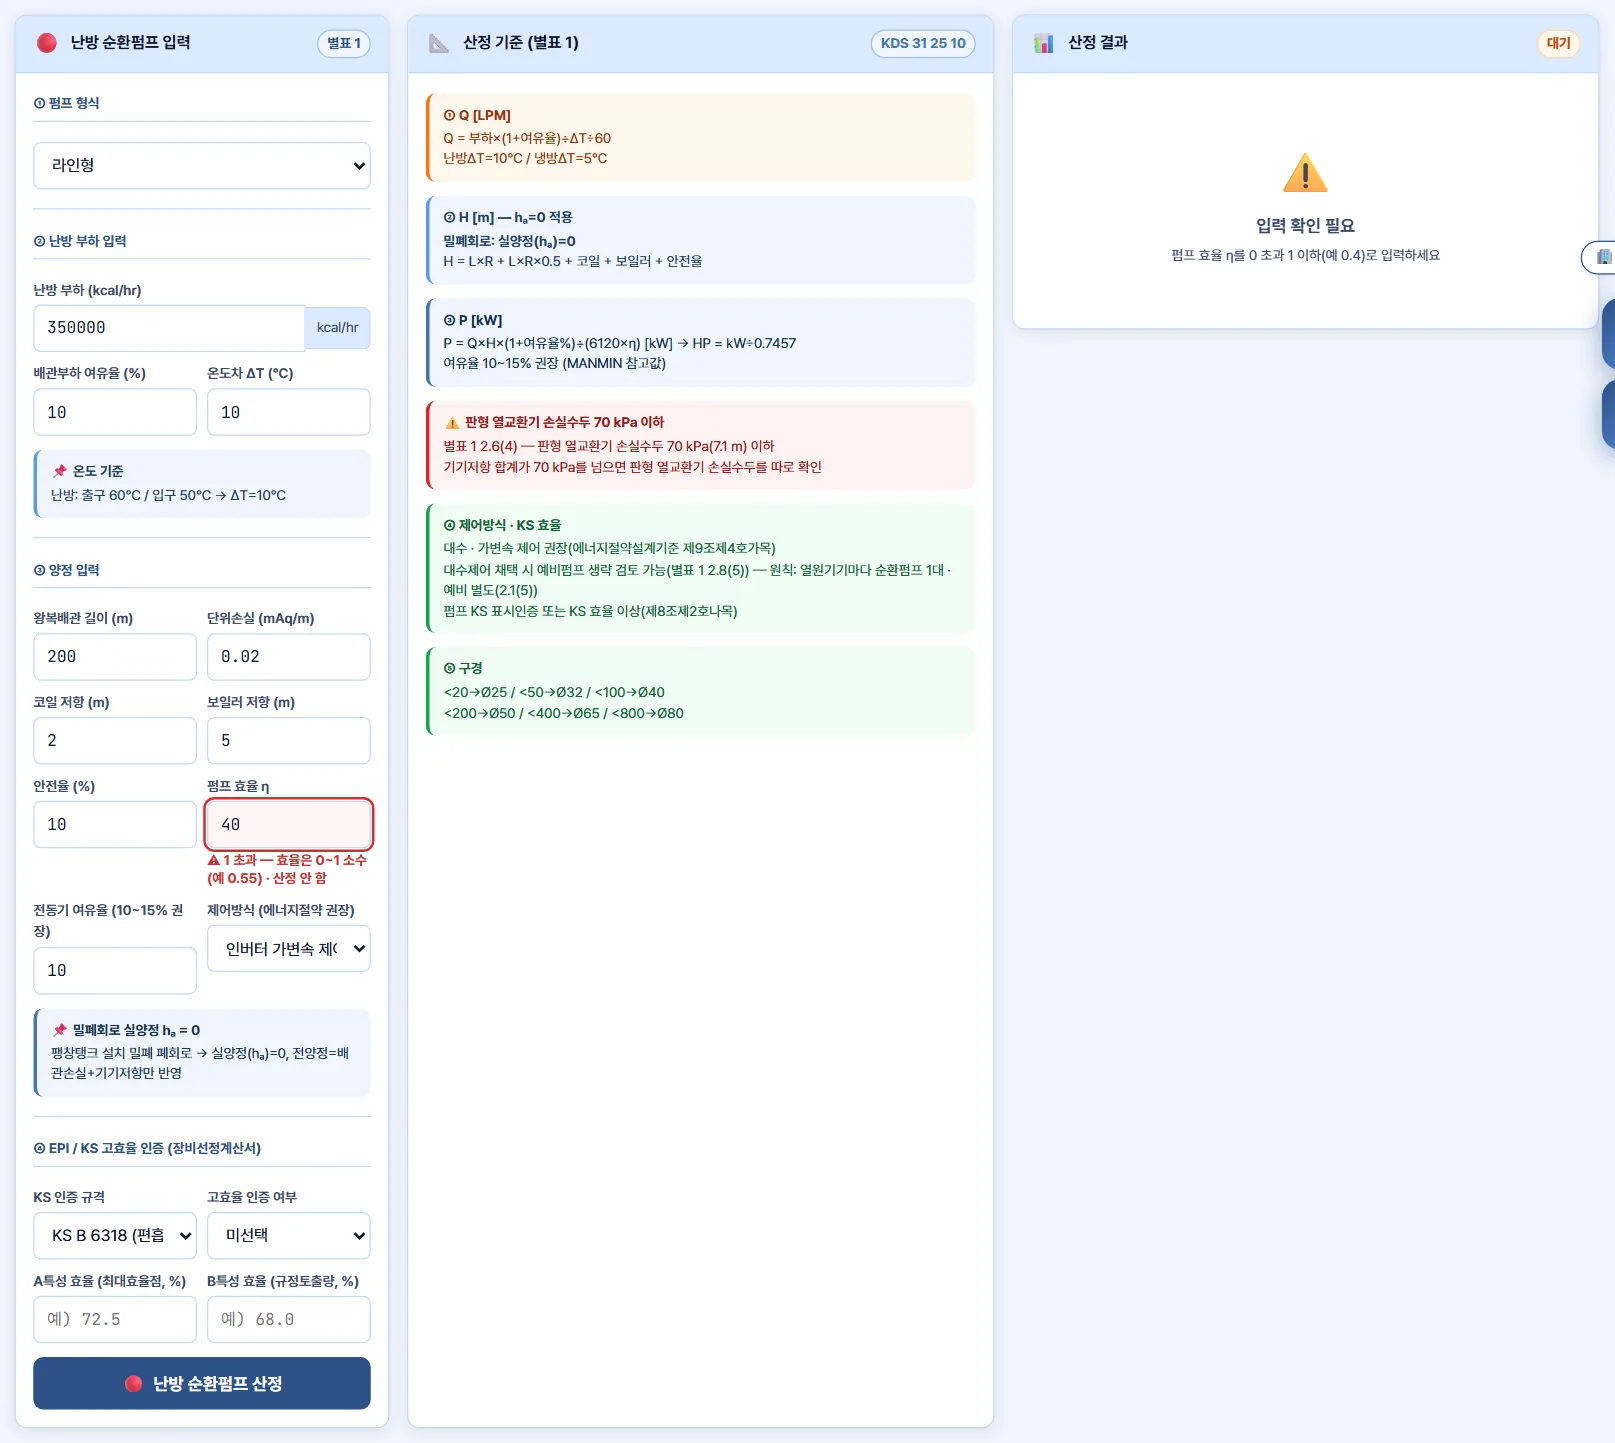 난방 순환펌프 입력
별표 1
① 펌프 형식
라인형
② 난방 부하 입력
난방 부하 (kcal/hr)
350000
kcal/hr
배관부하 여유율 (%)
온도차 ΔT (℃)
10
10
📌 온도 기준
난방: 출구 60℃ / 입구 50℃ → ΔT=10℃
③ 양정 입력
왕복배관 길이 (m)
단위손실 (mAq/m)
200
0.02
코일 저항 (m)
보일러 저항 (m)
2
5
안전율 (%)
펌프 효율 η
10
40
⚠ 1 초과 — 효율은 0~1 소수
(예 0.55) · 산정 안 함
전동기 여유율 (10~15% 권
장)
제어방식 (에너지절약 권장)
10
인버터 가변속 제어
📌 밀폐회로 실양정 hₐ = 0
팽창탱크 설치 밀폐 폐회로 → 실양정(hₐ)=0, 전양정=배
관손실+기기저항만 반영
④ EPI / KS 고효율 인증 (장비선정계산서)
KS 인증 규격
고효율 인증 여부
KS B 6318 (편흡
미선택
A특성 효율 (최대효율점, %)
B특성 효율 (규정토출량, %)
예) 72.5
예) 68.0
난방 순환펌프 산정
산정 기준 (별표 1)
KDS 31 25 10
① Q [LPM]
Q = 부하×(1+여유율)÷ΔT÷60
난방ΔT=10℃ / 냉방ΔT=5℃
② H [m] — hₐ=0 적용
밀폐회로: 실양정(hₐ)=0
H = L×R + L×R×0.5 + 코일 + 보일러 + 안전율
③ P [kW]
P = Q×H×(1+여유율%)÷(6120×η) [kW] → HP = kW÷0.7457
여유율 10~15% 권장 (MANMIN 참고값)
⚠️ 판형 열교환기 손실수두 70 kPa 이하
별표 1 2.6(4) — 판형 열교환기 손실수두 70 kPa(7.1 m) 이하
기기저항 합계가 70 kPa를 넘으면 판형 열교환기 손실수두를 따로 확인
④ 제어방식 · KS 효율
대수 · 가변속 제어 권장(에너지절약설계기준 제9조제4호가목)
대수제어 채택 시 예비펌프 생략 검토 가능(별표 1 2.8(5)) — 원칙: 열원기기마다 순환펌프 1대 ·
예비 별도(2.1(5))
펌프 KS 표시인증 또는 KS 효율 이상(제8조제2호나목)
⑤ 구경
<20→Ø25 / <50→Ø32 / <100→Ø40
<200→Ø50 / <400→Ø65 / <800→Ø80
산정 결과
대기
입력 확인 필요
펌프 효율 η를 0 초과 1 이하(예 0.4)로 입력하세요